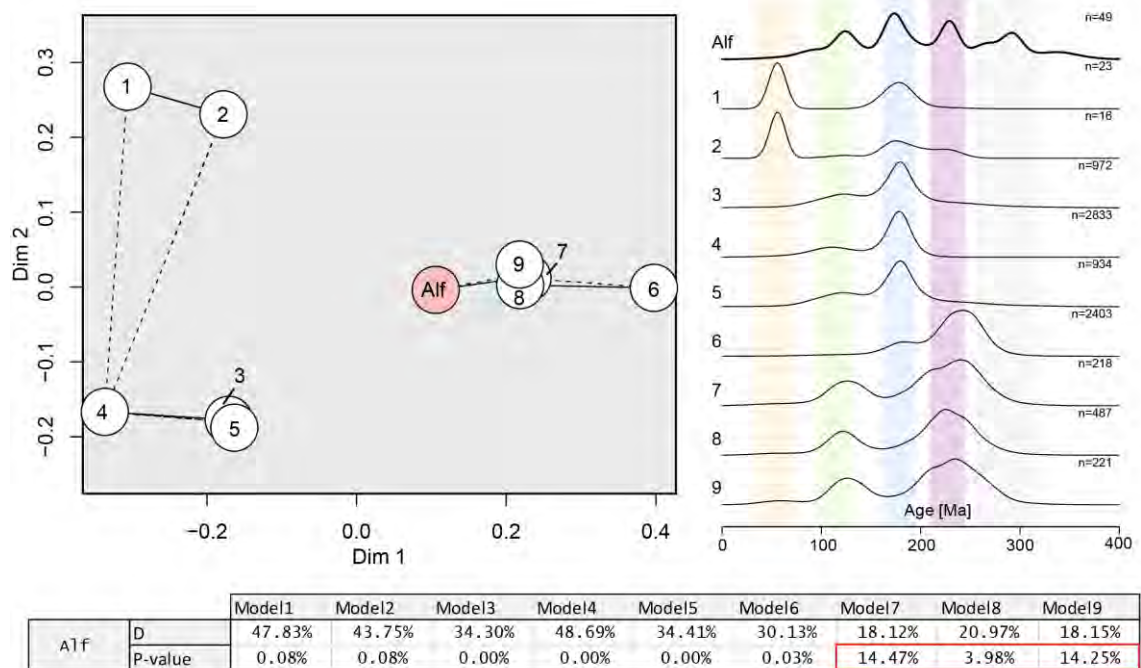 Dim 2
0.3
0.2
0.1
0.0
−0.1
−0.2
1
2
9
7
Alf
8
6
3
4
5
−0.2
0.0
0.2
0.4
Dim 1
n=49
Alf
n=23
1
n=16
2
n=972
3
n=2833
4
n=934
5
n=2403
6
n=218
7
n=487
8
n=221
9
Age [Ma]
0 100 200 300 400
Model1 Model2 Model3 Model4 Model5 Model6 Model7 Model8 Model9
Alf D 47.83% 43.75% 34.30% 48.69% 34.41% 30.13% 18.12% 20.97% 18.15%
P-value 0.08% 0.08% 0.00% 0.00% 0.00% 0.03% 14.47% 3.98% 14.25%